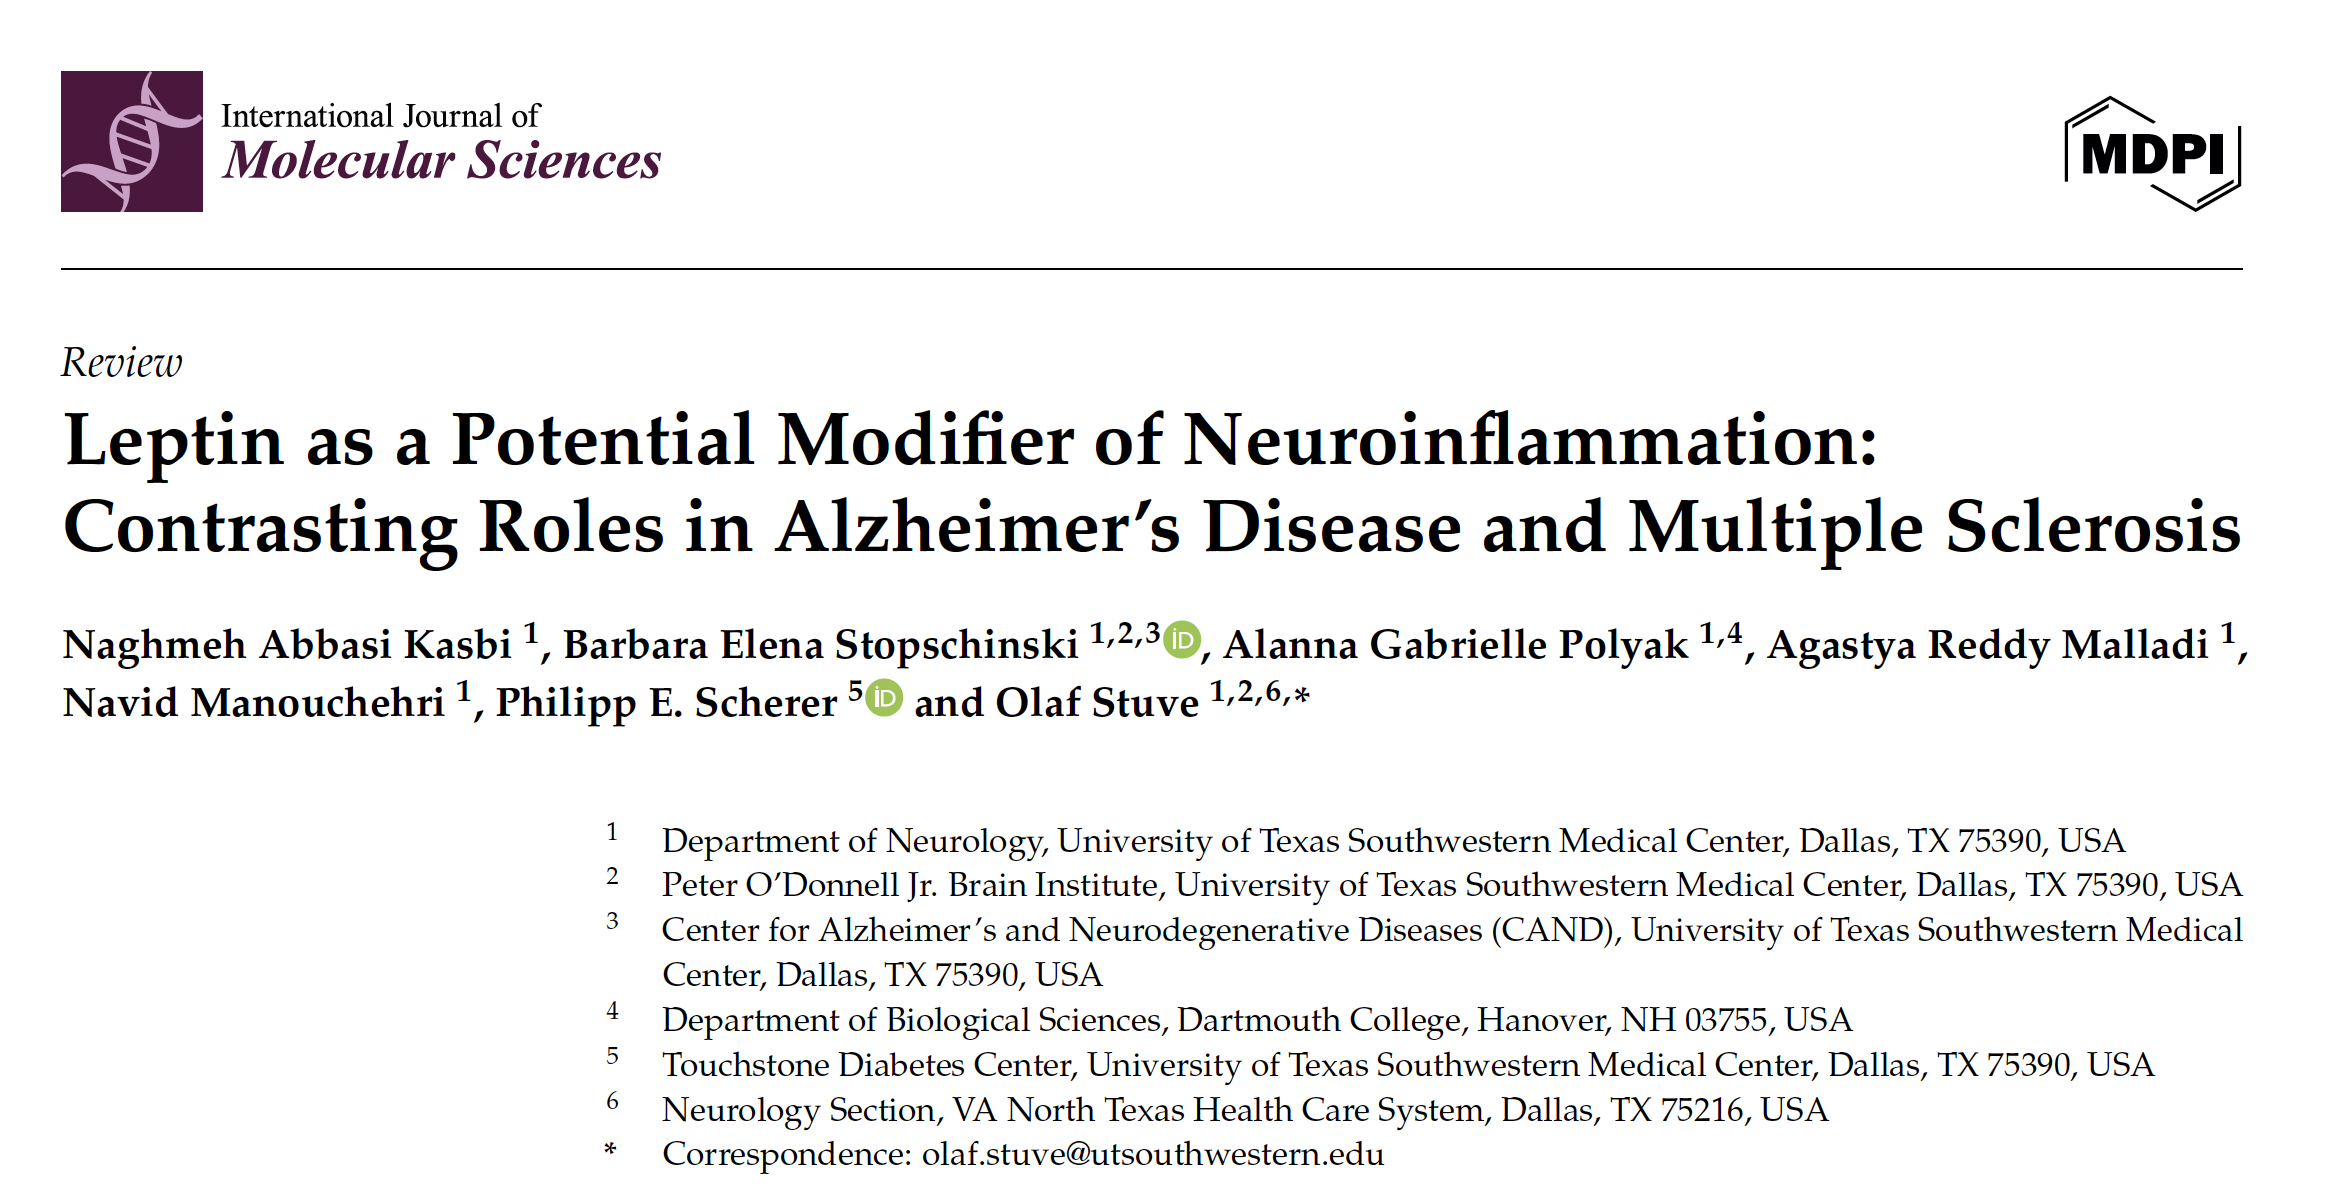 International Journal of
Molecular Sciences
MDPI
Review
Leptin as a Potential Modifier of Neuroinflammation:
Contrasting Roles in Alzheimer’s Disease and Multiple Sclerosis
Naghmeh Abbasi Kasbi 1, Barbara Elena Stopschinski 1,2,3 iD, Alanna Gabrielle Polyak 1,4, Agastya Reddy Malladi 1,
Navid Manouchehri 1, Philipp E. Scherer 5 iD and Olaf Stuve 1,2,6,*
1 Department of Neurology, University of Texas Southwestern Medical Center, Dallas, TX 75390, USA
2 Peter O’Donnell Jr. Brain Institute, University of Texas Southwestern Medical Center, Dallas, TX 75390, USA
3 Center for Alzheimer’s and Neurodegenerative Diseases (CAND), University of Texas Southwestern Medical
Center, Dallas, TX 75390, USA
4 Department of Biological Sciences, Dartmouth College, Hanover, NH 03755, USA
5 Touchstone Diabetes Center, University of Texas Southwestern Medical Center, Dallas, TX 75390, USA
6 Neurology Section, VA North Texas Health Care System, Dallas, TX 75216, USA
* Correspondence: olaf.stuve@utsouthwestern.edu